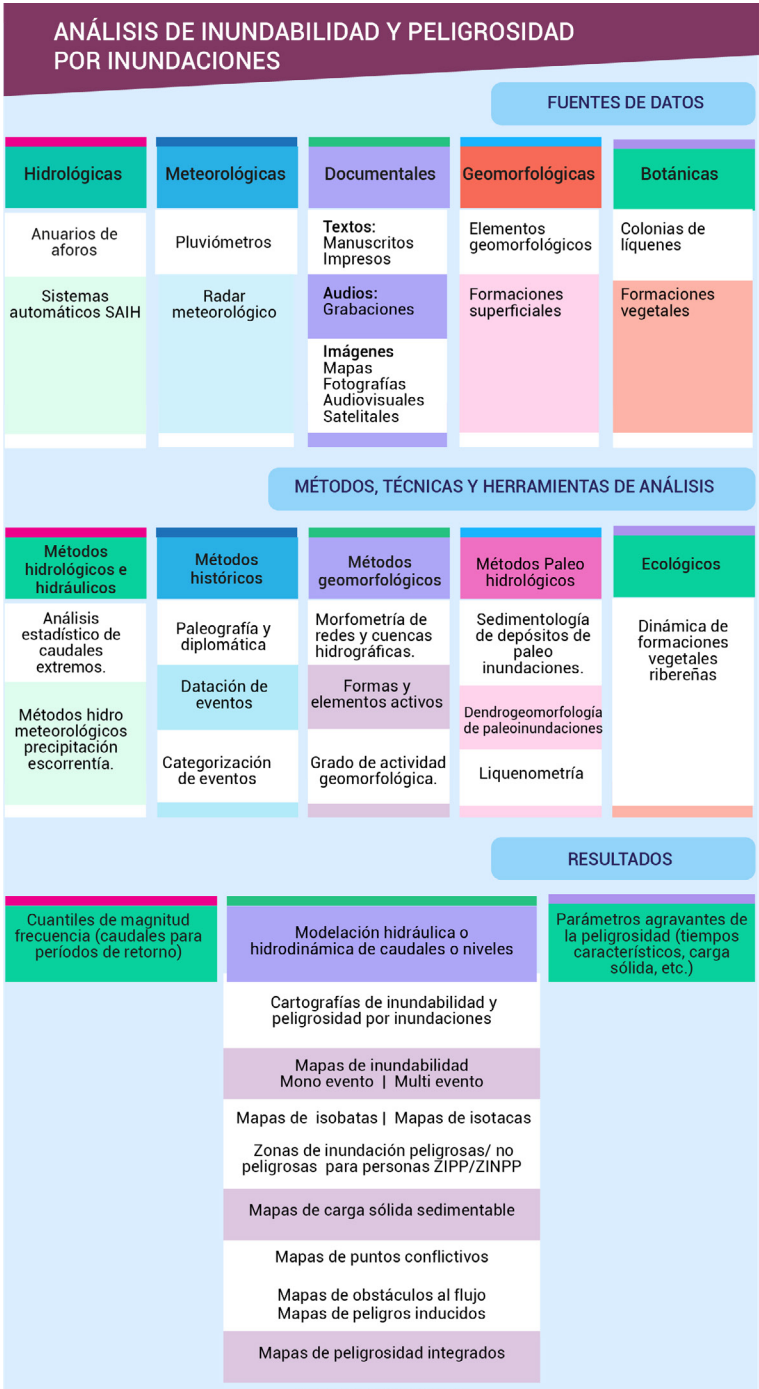 ANÁLISIS DE INUNDABILIDAD Y PELIGROSIDAD
POR INUNDACIONES
FUENTES DE DATOS
Hidrológicas
Anuarios de
aforos
Sistemas
automáticos SAIH
Meteorológicas
Pluviómetros
Radar
meteorológico
Documentales
Textos:
Manuscritos
Impresos
Audios:
Grabaciones
Imágenes
Mapas
Fotografías
Audiovisuales
Satelitales
Geomorfológicas
Elementos
geomorfológicos
Formaciones
superficiales
Botánicas
Colonias de
líquenes
Formaciones
vegetales
MÉTODOS, TÉCNICAS Y HERRAMIENTAS DE ANÁLISIS
Métodos
hidrológicos e
hidráulicos
Análisis
estadístico de
caudales
extremos.
Métodos hidro
meteorológicos
precipitación
escorrentía.
Métodos
históricos
Paleografía y
diplomática
Datación de
eventos
Categorización
de eventos
Métodos
geomorfológicos
Morfometría de
redes y cuencas
hidrográficas.
Formas y
elementos activos
Grado de actividad
geomorfológica.
Métodos Paleo
hidrológicos
Sedimentología
de depósitos de
paleo
inundaciones.
Dendrogeomorfología
de paleoinundaciones
Liquenometría
Ecológicos
Dinámica de
formaciones
vegetales
ribereñas
RESULTADOS
Cuantiles de magnitud
frecuencia (caudales para
períodos de retorno)
Modelación hidráulica o
hidrodinámica de caudales o niveles
Cartografías de inundabilidad y
peligrosidad por inundaciones
Mapas de inundabilidad
Mono evento | Multi evento
Mapas de isobatas | Mapas de isotacas
Zonas de inundación peligrosas/ no
peligrosas para personas ZIPP/ZINPP
Mapas de carga sólida sedimentable
Mapas de puntos conflictivos
Mapas de obstáculos al flujo
Mapas de peligros inducidos
Mapas de peligrosidad integrados
Parámetros agravantes de
la peligrosidad (tiempos
característicos, carga
sólida, etc.)